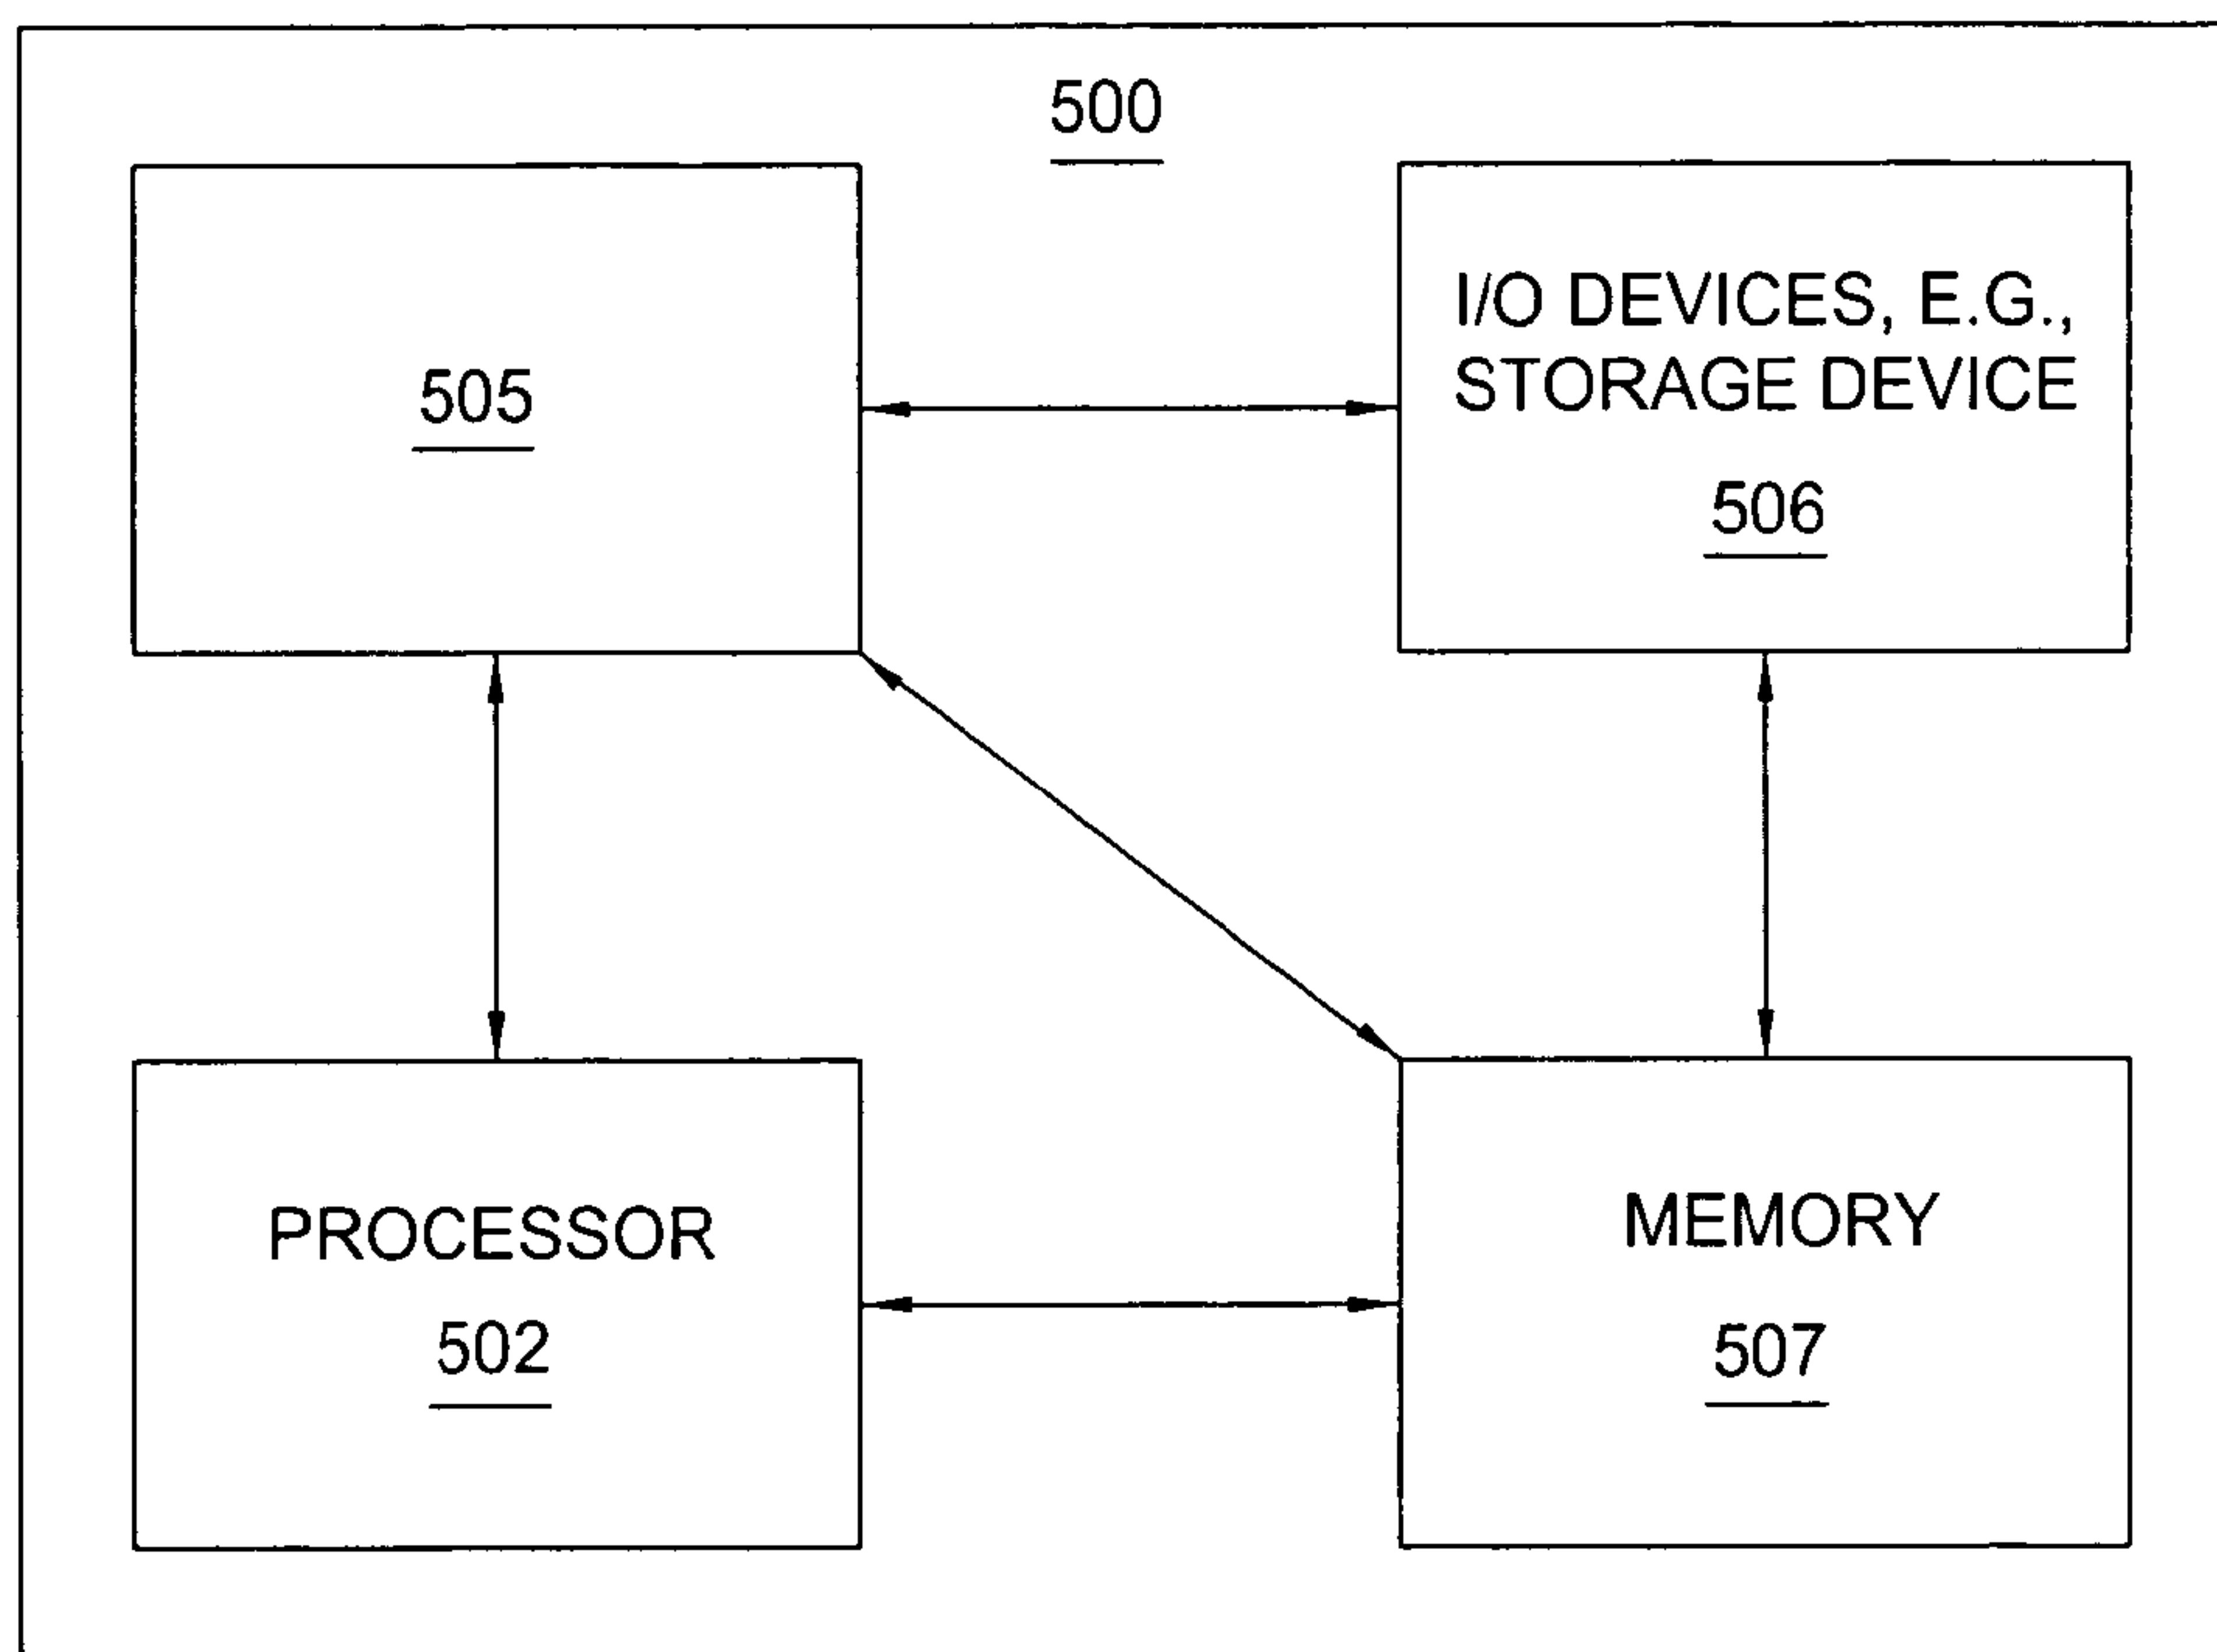 500
505
I/O DEVICES, E.G.,
STORAGE DEVICE
506
PROCESSOR
502
MEMORY
507